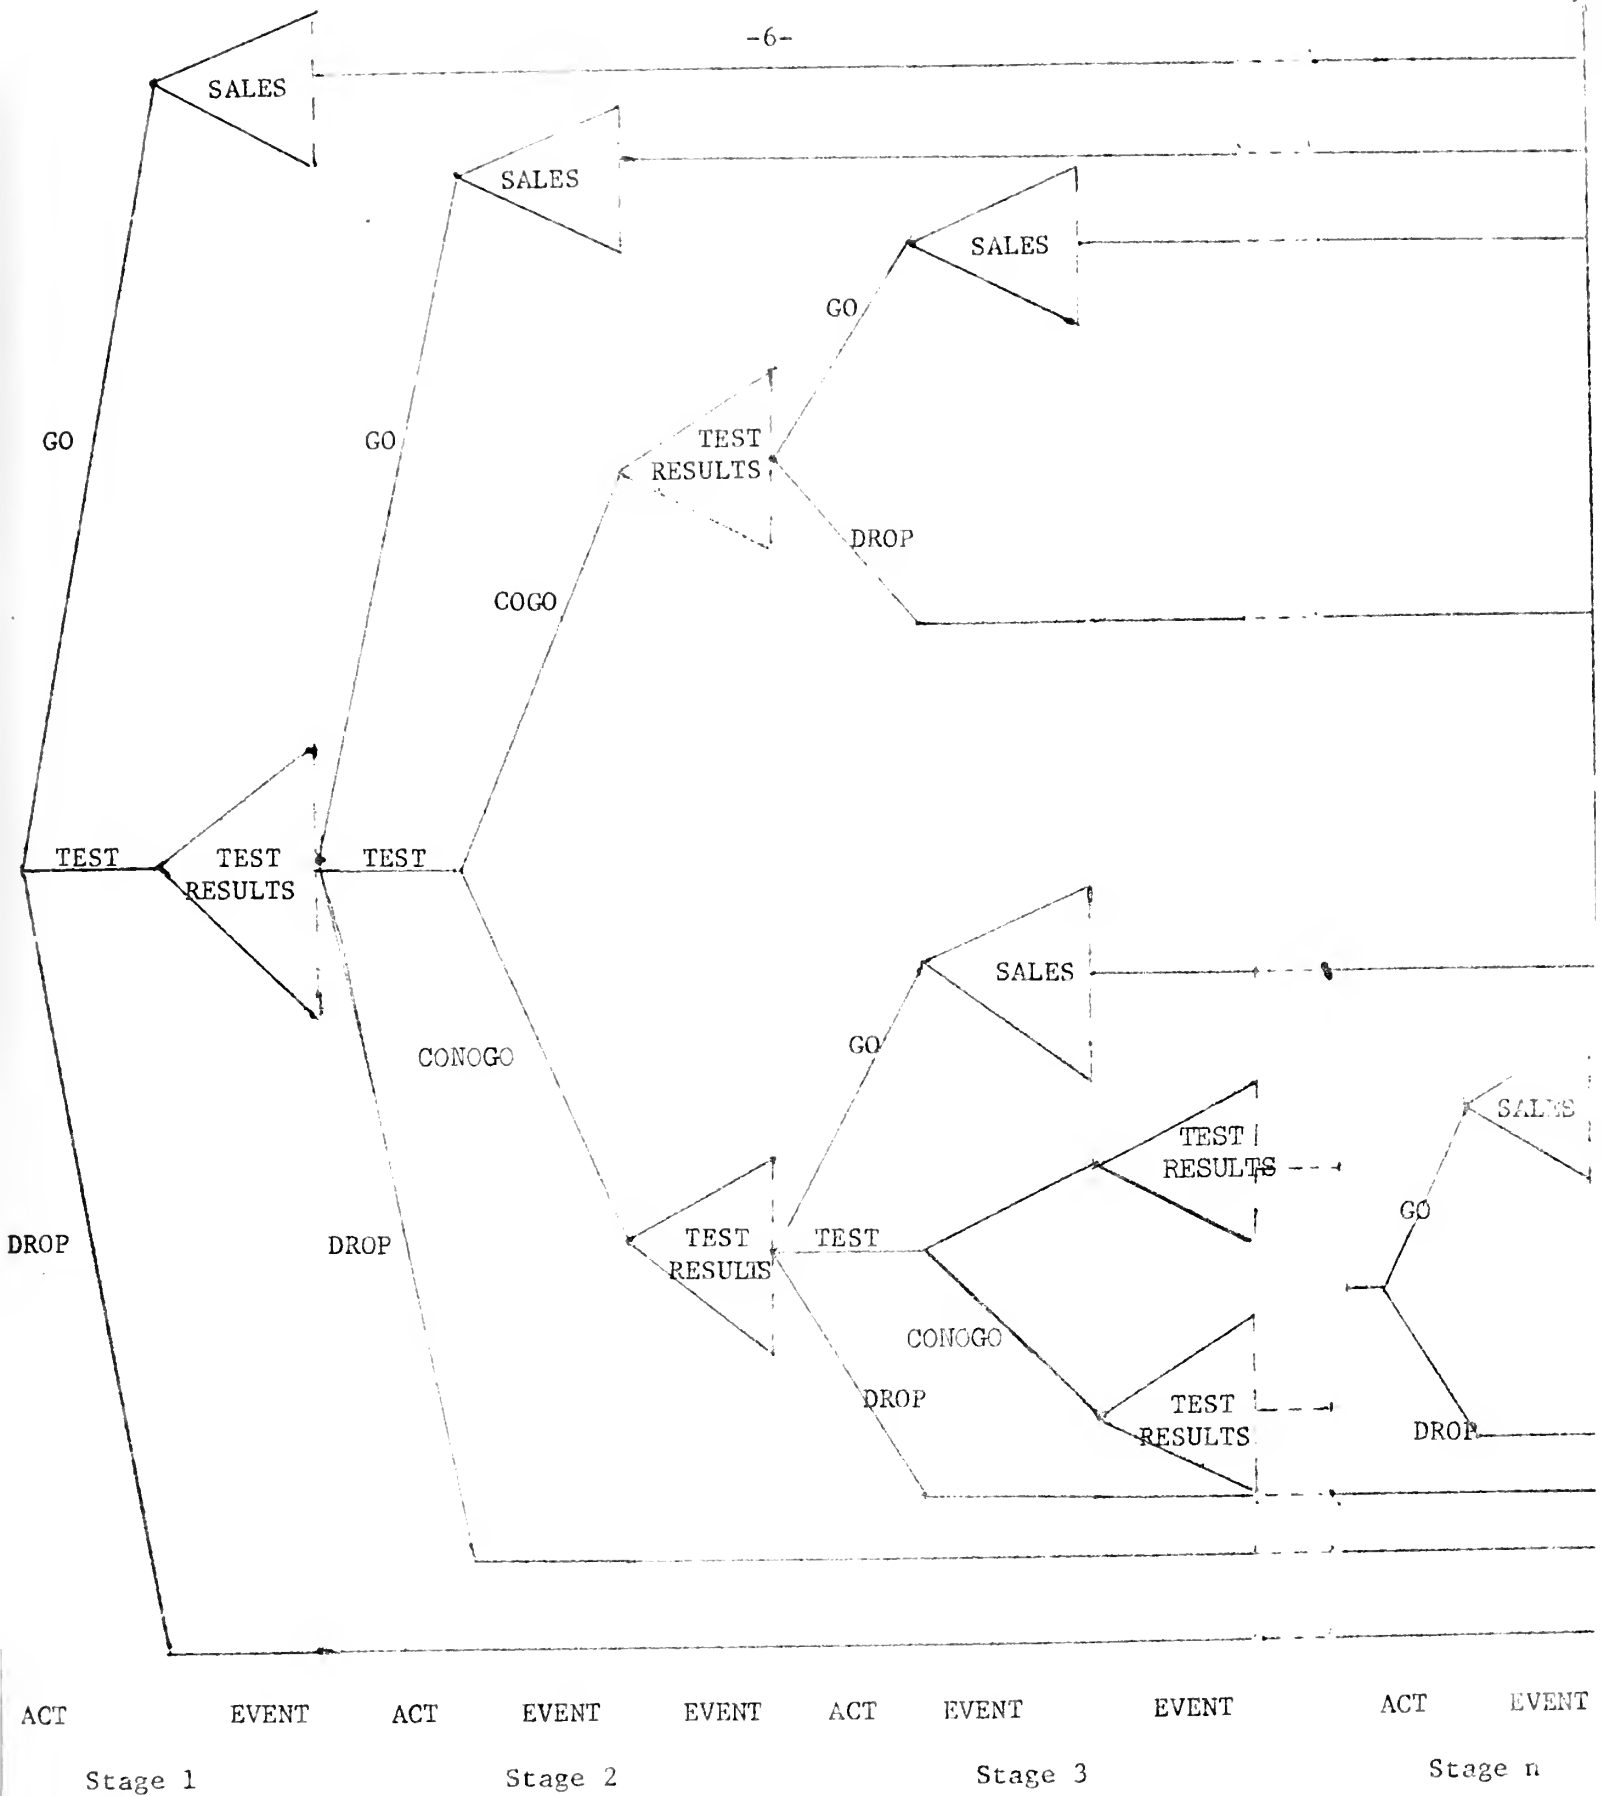 -6-
SALES
SALES
SALES
GO
GO
GO
TEST
RESULTS
DROP
COGO
TEST
TEST
RESULTS
TEST
SALES
GO
CONOGO
SALES
TEST
RESULTS
GO
DROP
DROP
TEST
RESULTS
TEST
CONOGO
DROP
TEST
RESULTS
DROP
ACT EVENT ACT EVENT EVENT ACT EVENT EVENT ACT EVENT
Stage 1 Stage 2 Stage 3 Stage n